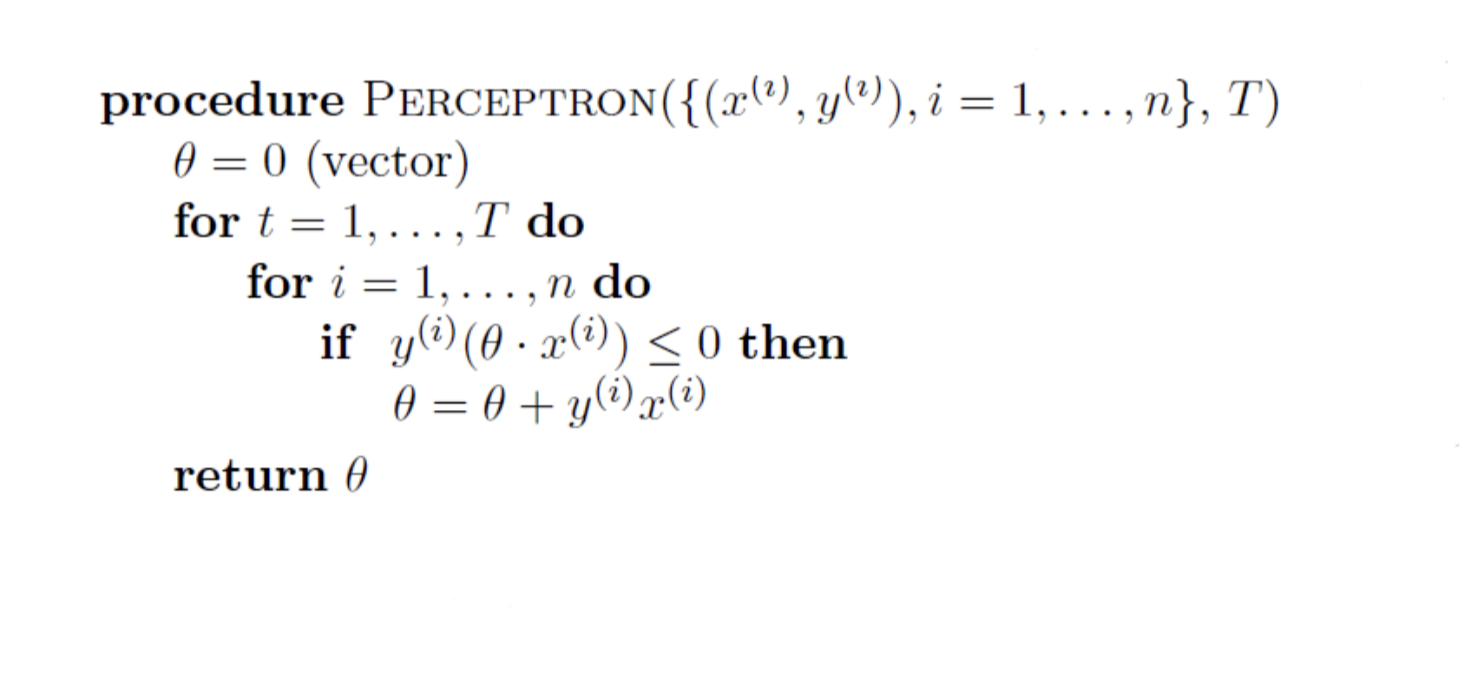 procedure PERCEPTRON({(x⁽ⁱ⁾, y⁽ⁱ⁾), i = 1, . . . , n}, T)
θ = 0 (vector)
for t = 1, . . . , T do
for i = 1, . . . , n do
if y⁽ⁱ⁾(θ · x⁽ⁱ⁾) ≤ 0 then
θ = θ + y⁽ⁱ⁾x⁽ⁱ⁾
return θ